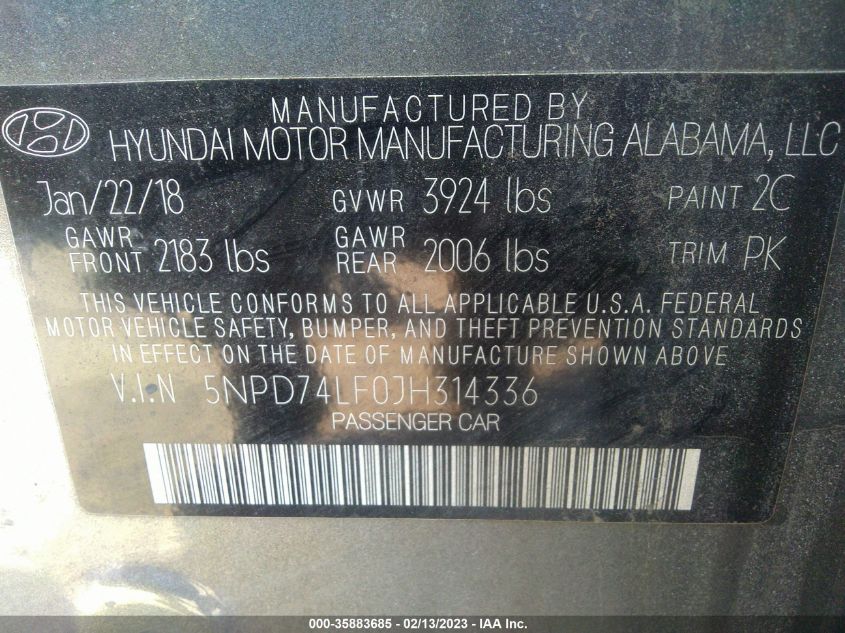 MANUFACTURED BY
HYUNDAI MOTOR MANUFACTURING ALABAMA, LLC
Jan/22/18 GVWR 3924 lbs PAINT 2C
GAWR FRONT 2183 lbs GAWR REAR 2006 lbs TRIM PK
THIS VEHICLE CONFORMS TO ALL APPLICABLE U.S.A. FEDERAL
MOTOR VEHICLE SAFETY, BUMPER, AND THEFT PREVENTION STANDARDS
IN EFFECT ON THE DATE OF MANUFACTURE SHOWN ABOVE
V.I.N 5NPD74LF0JH314336
PASSENGER CAR
000-35883685 - 02/13/2023 - IAA Inc.